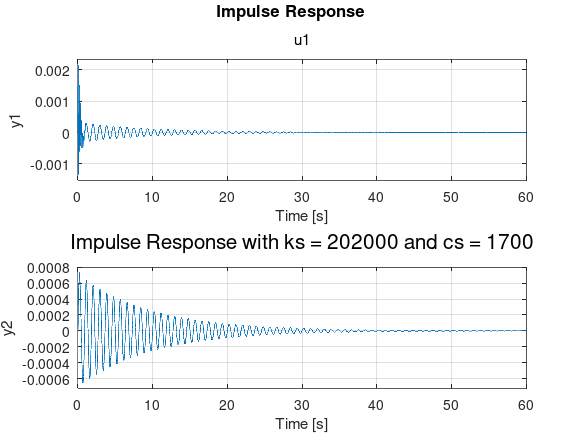 Impulse Response
u1
0.002
0.001
0
-0.001
y1
0 10 20 30 40 50 60
Time [s]
Impulse Response with ks = 202000 and cs = 1700
0.0008
0.0006
0.0004
0.0002
0
-0.0002
-0.0004
-0.0006
y2
0 10 20 30 40 50 60
Time [s]